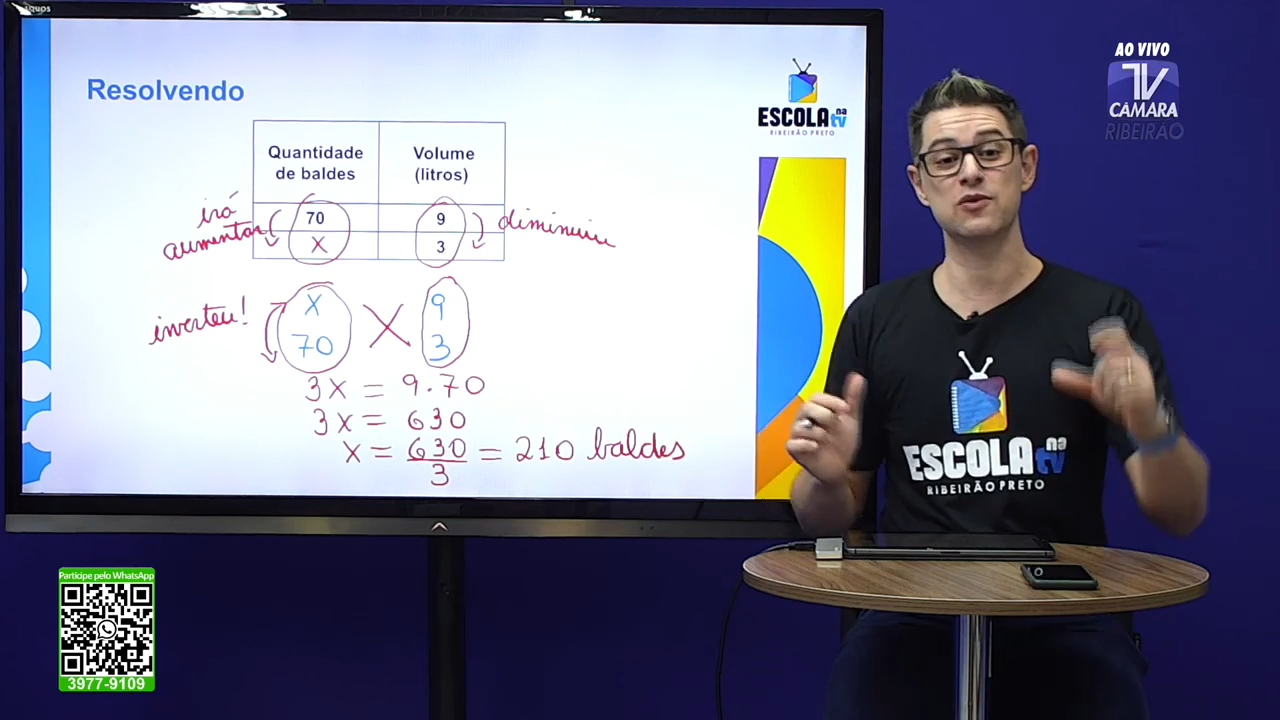 AO VIVO
TV
CÂMARA
RIBEIRÃO
Resolvendo
ESCOLA na tv
RIBEIRÃO PRETO
Quantidade de baldes
Volume (litros)
70 9
x 3
irá aumentar
diminuiu
inverteu!
x 9
70 3
3x = 9.70
3x = 630
x = 630/3 = 210 baldes
ESCOLA na tv
RIBEIRÃO PRETO
Participe pelo WhatsApp
3977-9109